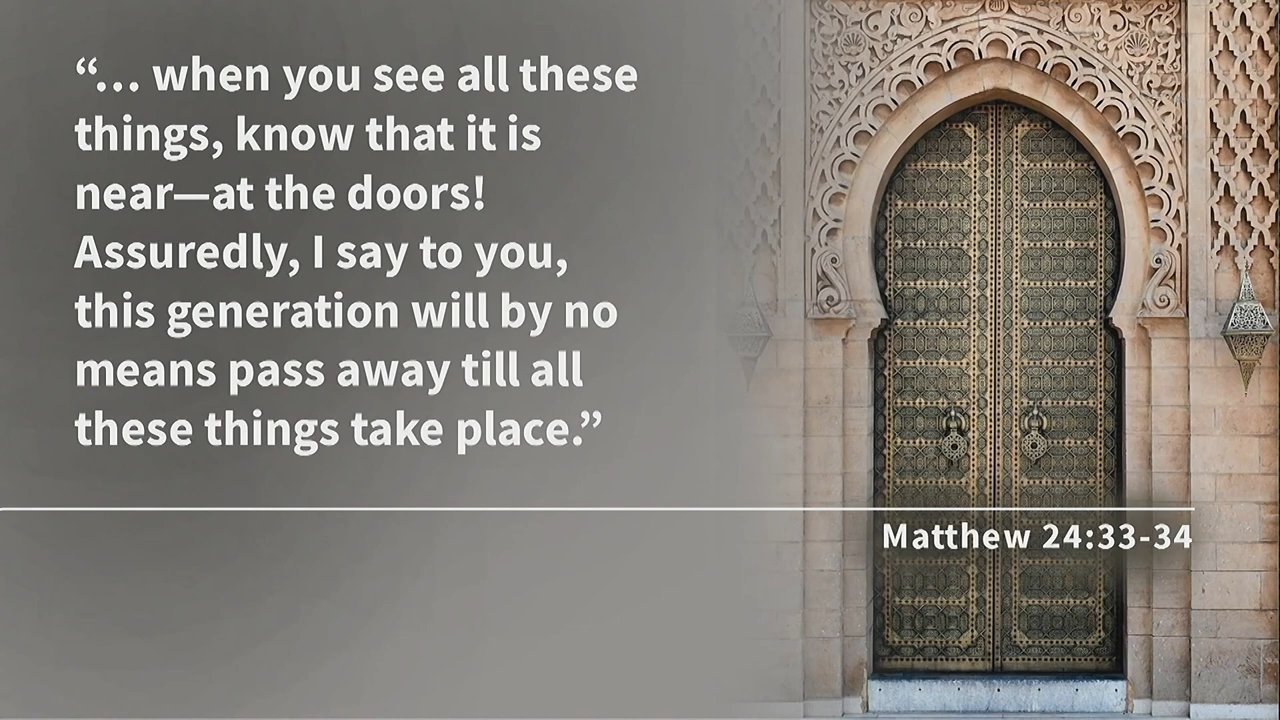 “... when you see all these
things, know that it is
near—at the doors!
Assuredly, I say to you,
this generation will by no
means pass away till all
these things take place.”
Matthew 24:33-34